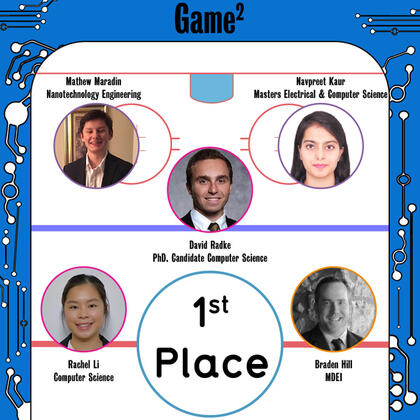 Game²
Mathew Maradin
Nanotechnology Engineering
Navpreet Kaur
Masters Electrical & Computer Science
David Radke
PhD. Candidate Computer Science
1st
Place
Rachel Li
Computer Science
Braden Hill
MDEI